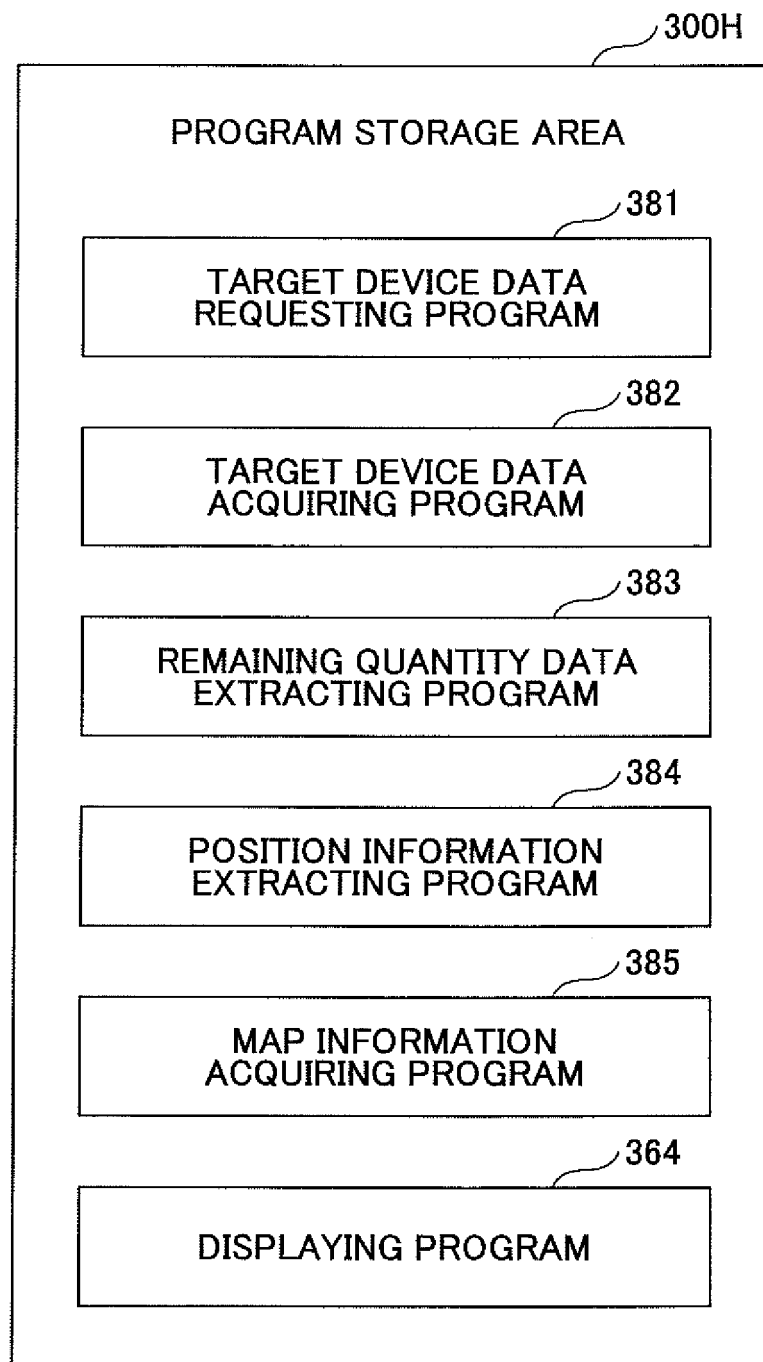 300H
PROGRAM STORAGE AREA
381
TARGET DEVICE DATA
REQUESTING PROGRAM
382
TARGET DEVICE DATA
ACQUIRING PROGRAM
383
REMAINING QUANTITY DATA
EXTRACTING PROGRAM
384
POSITION INFORMATION
EXTRACTING PROGRAM
385
MAP INFORMATION
ACQUIRING PROGRAM
364
DISPLAYING PROGRAM